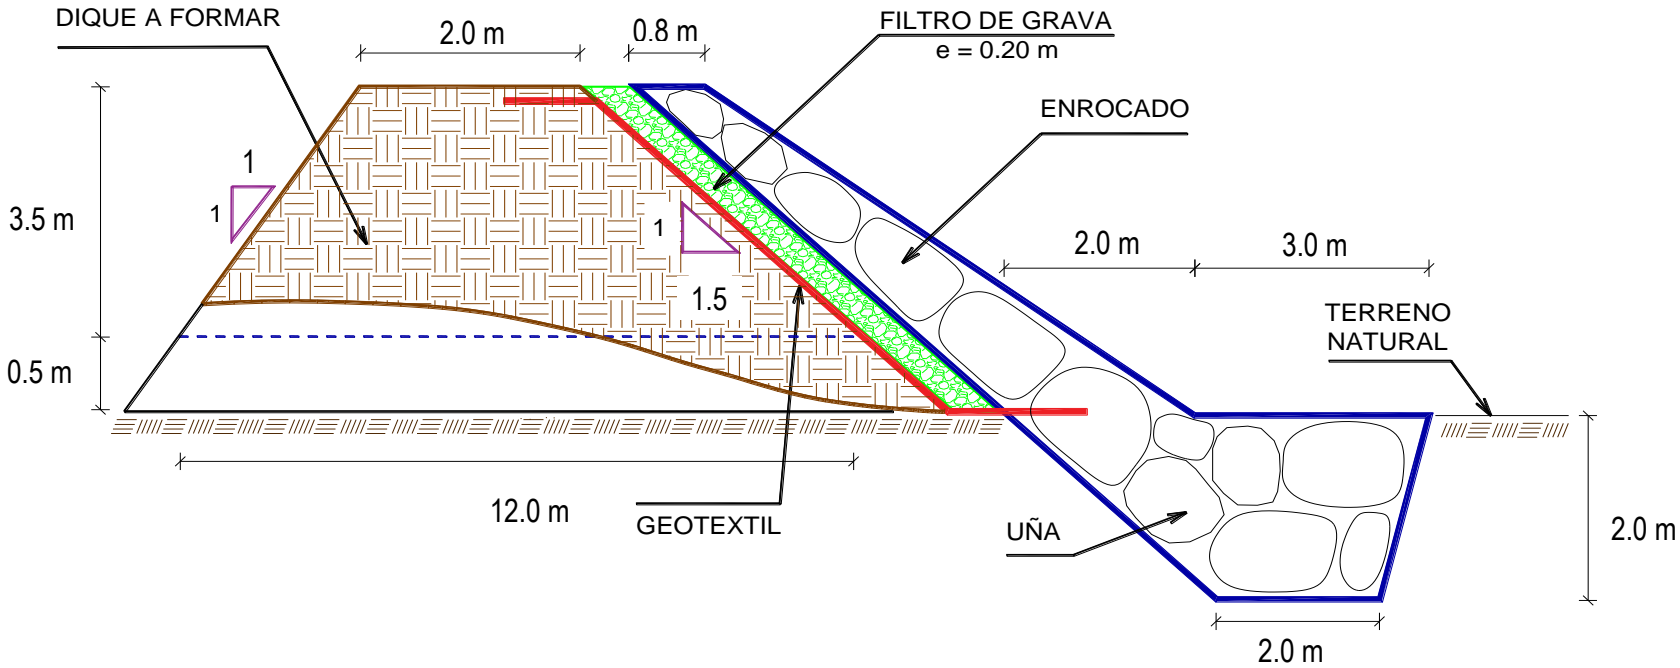 DIQUE A FORMAR
2.0 m
0.8 m
FILTRO DE GRAVA
e = 0.20 m
ENROCADO
1
1
3.5 m
1
1.5
2.0 m
3.0 m
TERRENO
NATURAL
0.5 m
12.0 m
GEOTEXTIL
UÑA
2.0 m
2.0 m